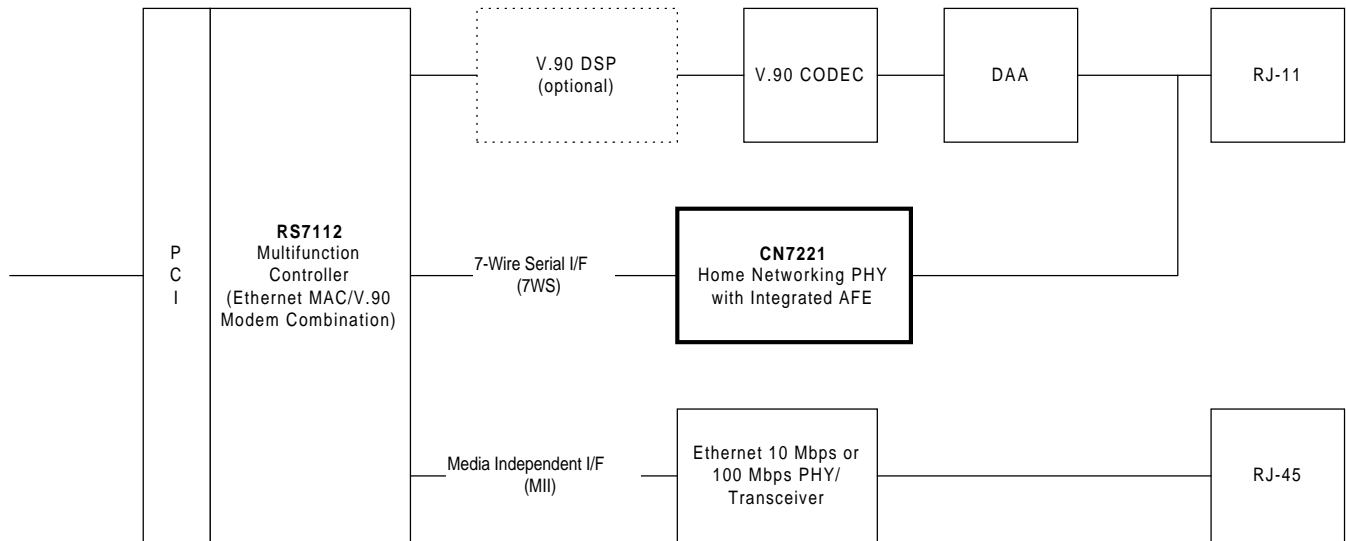 P
C
I
RS7112
Multifunction
Controller
(Ethernet MAC/V.90
Modem Combination)
V.90 DSP
(optional)
V.90 CODEC
DAA
RJ-11
7-Wire Serial I/F
(7WS)
CN7221
Home Networking PHY
with Integrated AFE
Media Independent I/F
(MII)
Ethernet 10 Mbps or
100 Mbps PHY/
Transceiver
RJ-45